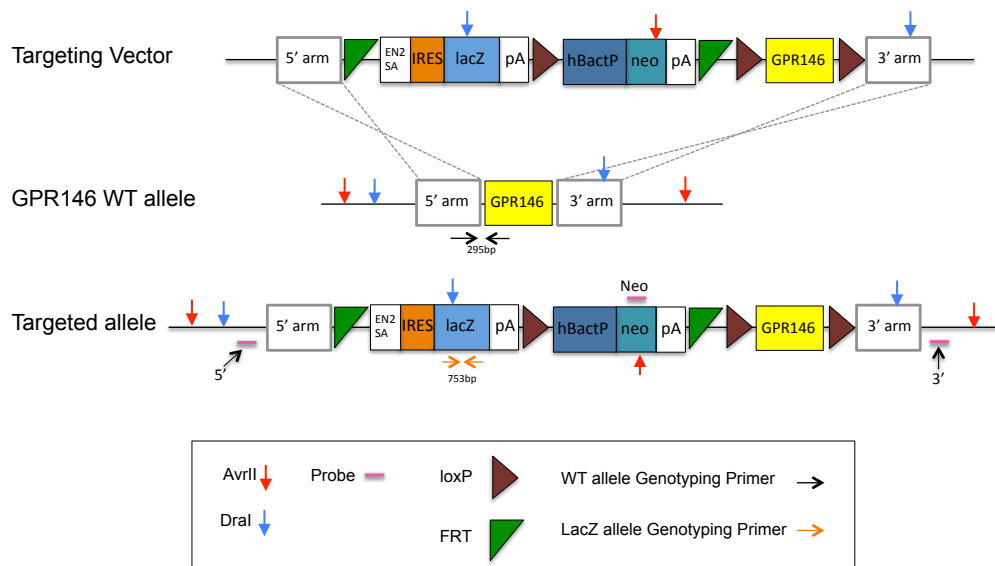 Targeting Vector
5’ arm
EN2
SA
IRES
lacZ
pA
hBactP
neo
pA
GPR146
3’ arm
GPR146 WT allele
5’ arm
GPR146
3’ arm
295bp
Targeted allele
5’ arm
EN2
SA
IRES
lacZ
pA
hBactP
Neo
neo
pA
GPR146
3’ arm
5’
753bp
3’
AvrII
Probe
loxP
WT allele Genotyping Primer
DraI
FRT
LacZ allele Genotyping Primer